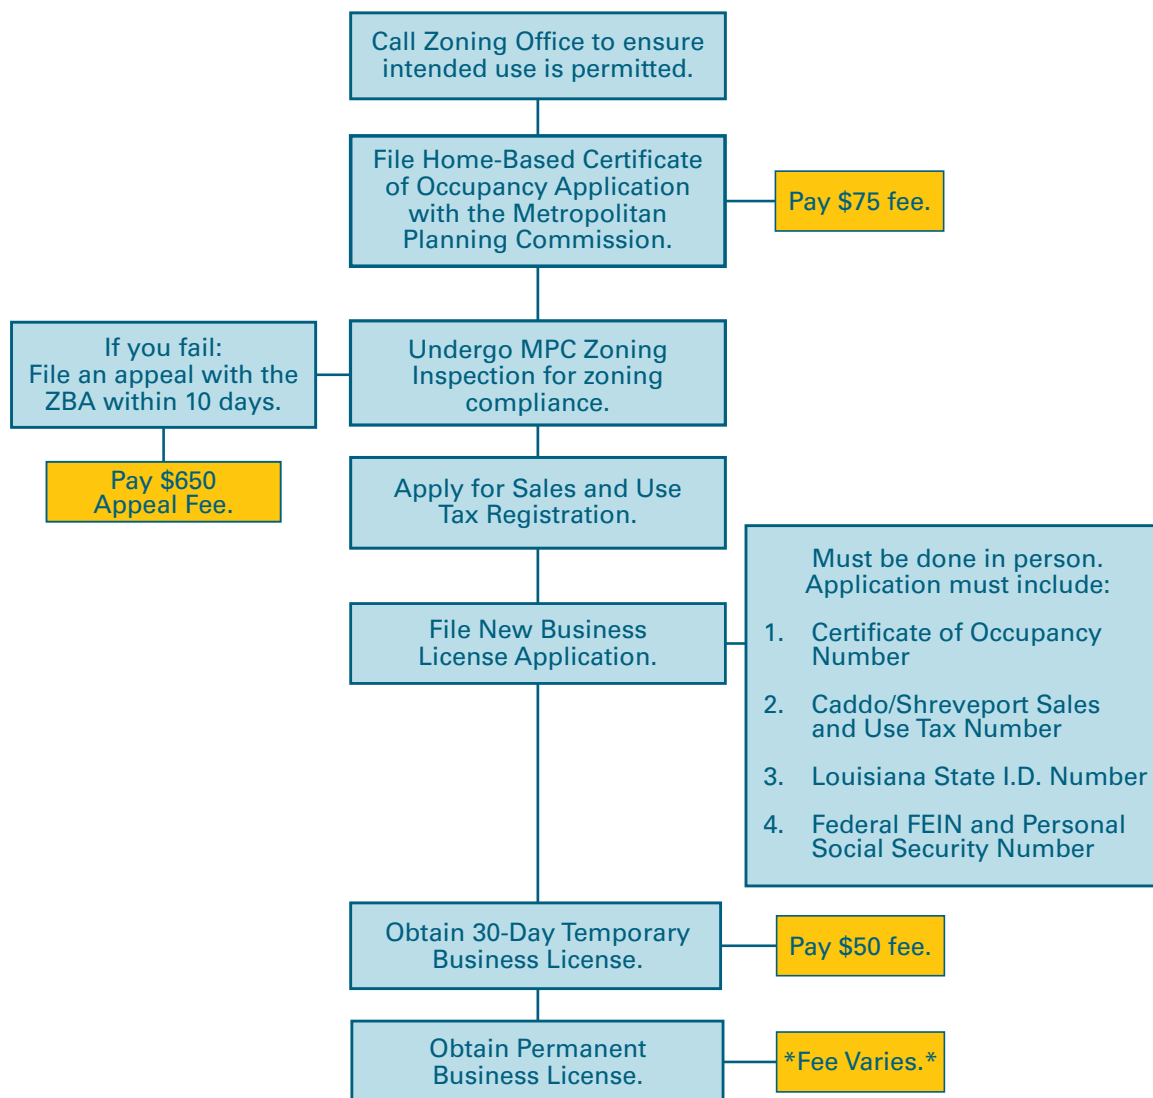 Call Zoning Office to ensure
intended use is permitted.
File Home-Based Certificate
of Occupancy Application
with the Metropolitan
Planning Commission.
Pay $75 fee.
If you fail:
File an appeal with the
ZBA within 10 days.
Undergo MPC Zoning
Inspection for zoning
compliance.
Pay $650
Appeal Fee.
Apply for Sales and Use
Tax Registration.
Must be done in person.
Application must include:
1. Certificate of Occupancy
Number
2. Caddo/Shreveport Sales
and Use Tax Number
3. Louisiana State I.D. Number
4. Federal FEIN and Personal
Social Security Number
File New Business
License Application.
Obtain 30-Day Temporary
Business License.
Pay $50 fee.
Obtain Permanent
Business License.
*Fee Varies.*